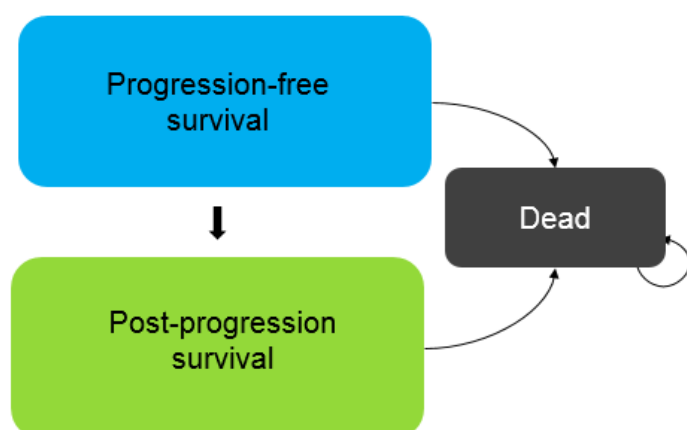 Progression-free
survival
Dead
Post-progression
survival